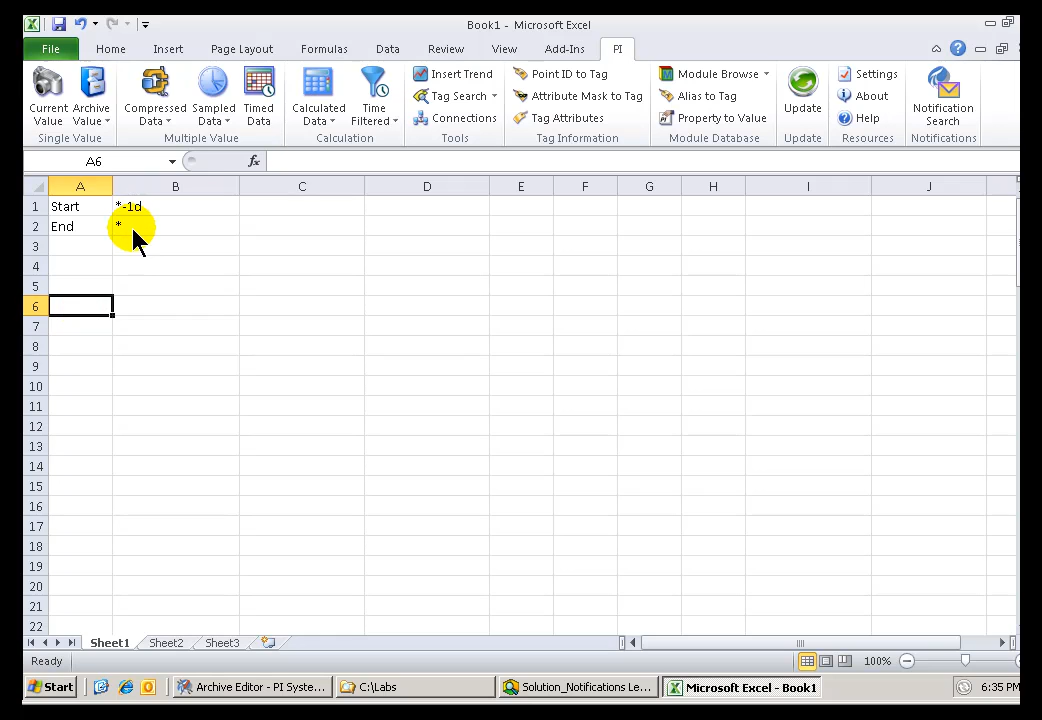 Book1 - Microsoft Excel
File Home Insert Page Layout Formulas Data Review View Add-Ins PI
Current Value Archive Value Compressed Data Sampled Data Timed Data Calculated Data Time Filtered Insert Trend Tag Search Connections Point ID to Tag Attribute Mask to Tag Tag Attributes Module Browse Alias to Tag Property to Value Update Settings About Help Notification Search
Single Value Multiple Value Calculation Tools Tag Information Module Database Update Resources Notifications
A6 fx
A B C D E F G H I J
1 Start *-1d
2 End *
3
4
5
6
7
8
9
10
11
12
13
14
15
16
17
18
19
20
21
22
Sheet1 Sheet2 Sheet3
Ready 100%
Start Archive Editor - PI Syste... C:\Labs Solution_Notifications Le... Microsoft Excel - Book1 6:35 PM